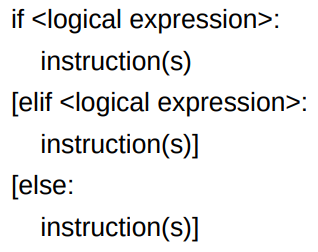 if <logical expression>:
instruction(s)
[elif <logical expression>:
instruction(s)]
[else:
instruction(s)]